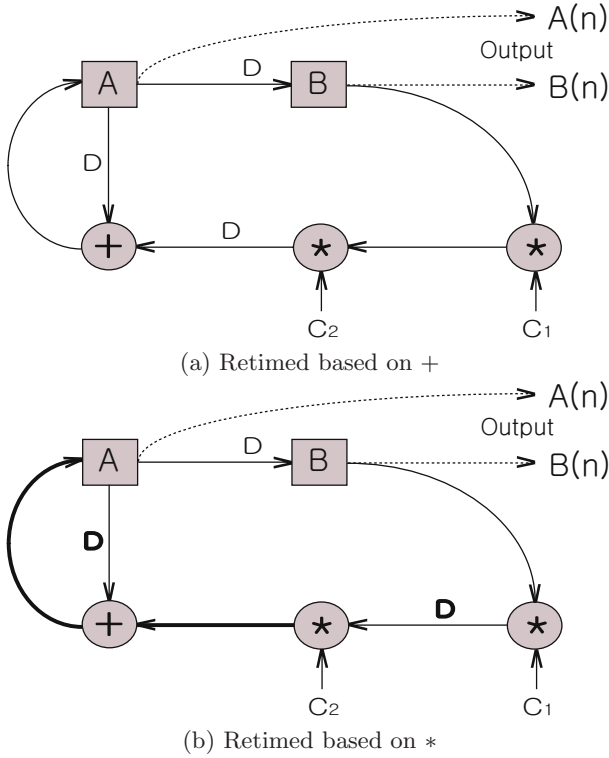 A(n)
Output
A
D
B
B(n)
D
D
+
*
*
C2
C1
(a) Retimed based on +
A(n)
Output
A
D
B
B(n)
D
D
+
*
*
C2
C1
(b) Retimed based on *